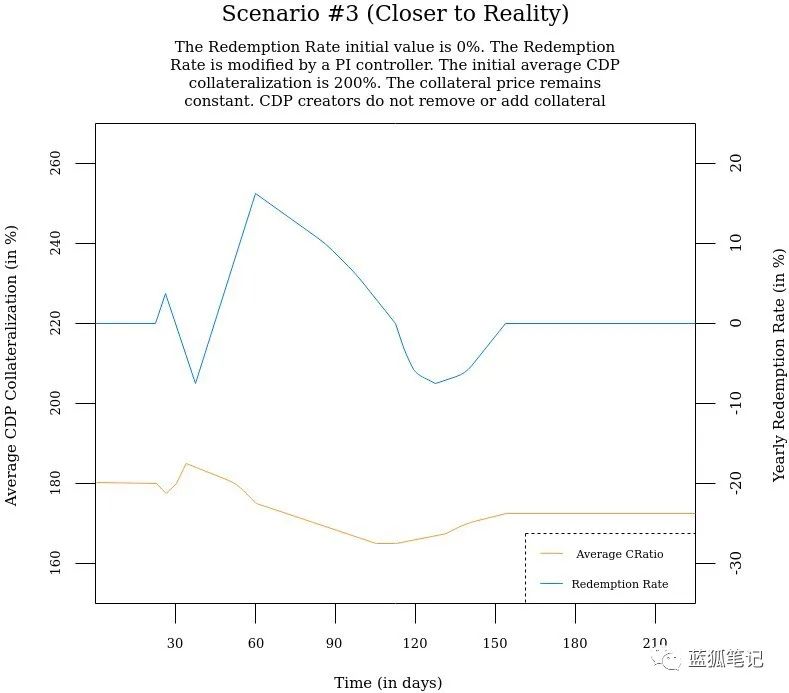 Scenario #3 (Closer to Reality)
The Redemption Rate initial value is 0%. The Redemption
Rate is modified by a PI controller. The initial average CDP
collateralization is 200%. The collateral price remains
constant. CDP creators do not remove or add collateral
Average CDP Collateralization (in %)
260
240
220
200
180
160
20
10
0
-10
-20
-30
Yearly Redemption Rate (in %)
Average CRatio
Redemption Rate
30 60 90 120 150 180 210
Time (in days)
蓝狐笔记